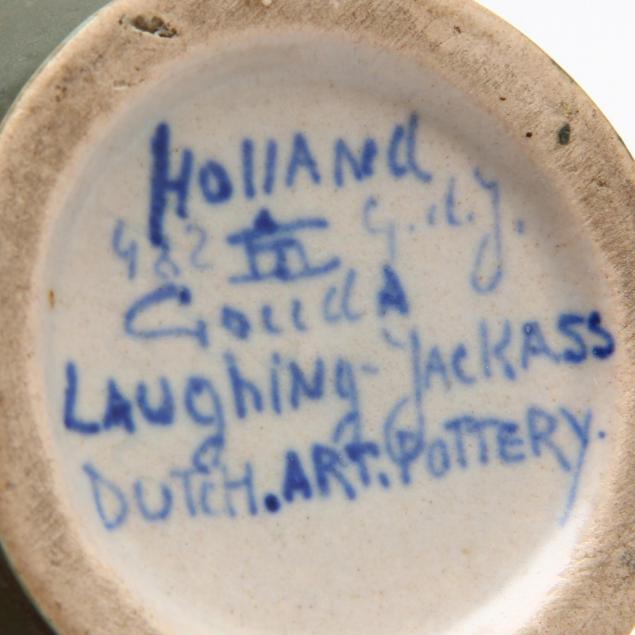 HOLLANd
482 G.d.J.
GoudA
LAughiNg-JACKASS
DUTCH.ART.POTTERY.